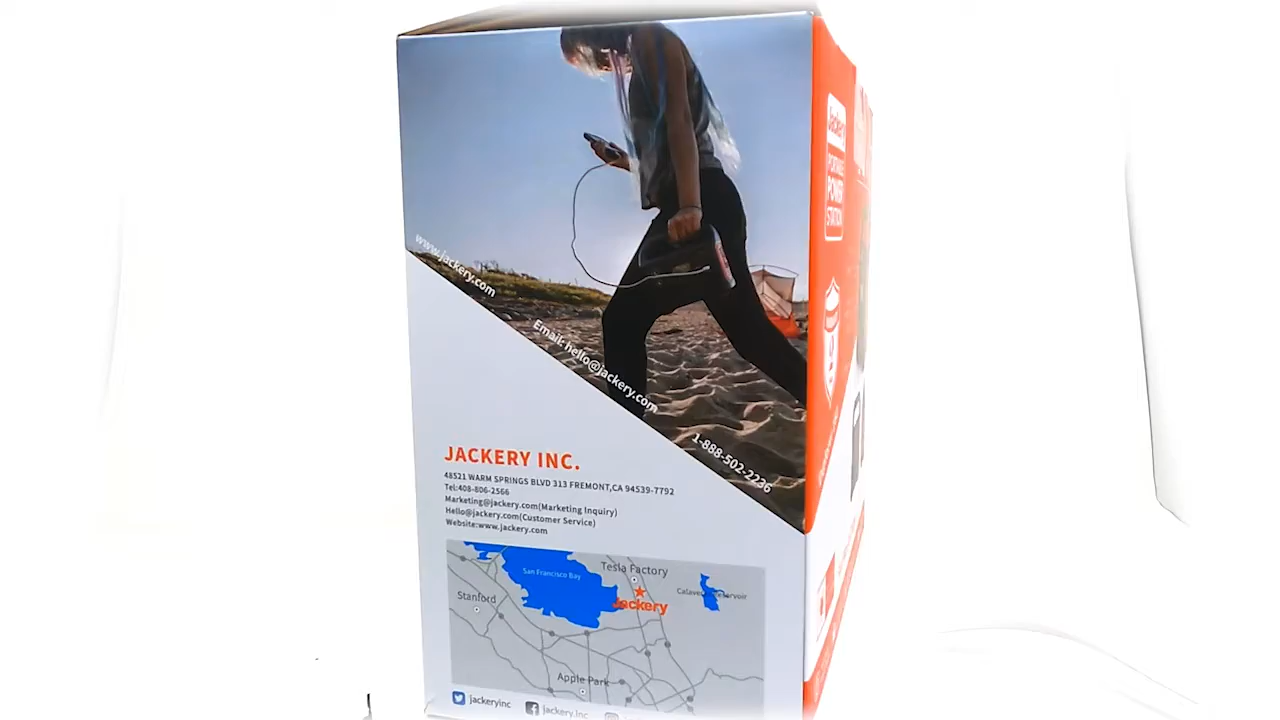 www.jackery.com
Email: hello@jackery.com
1-888-502-2236
JACKERY INC.
48521 WARM SPRINGS BLVD 313 FREMONT,CA 94539-7792
Tel:408-806-2566
Marketing@jackery.com(Marketing Inquiry)
Hello@jackery.com(Customer Service)
Website:www.jackery.com
San Francisco Bay
Tesla Factory
Stanford
Jackery
Reservoir
Apple Park
jackeryinc
jackery.inc
Jackery
PORTABLE
POWER
STATION